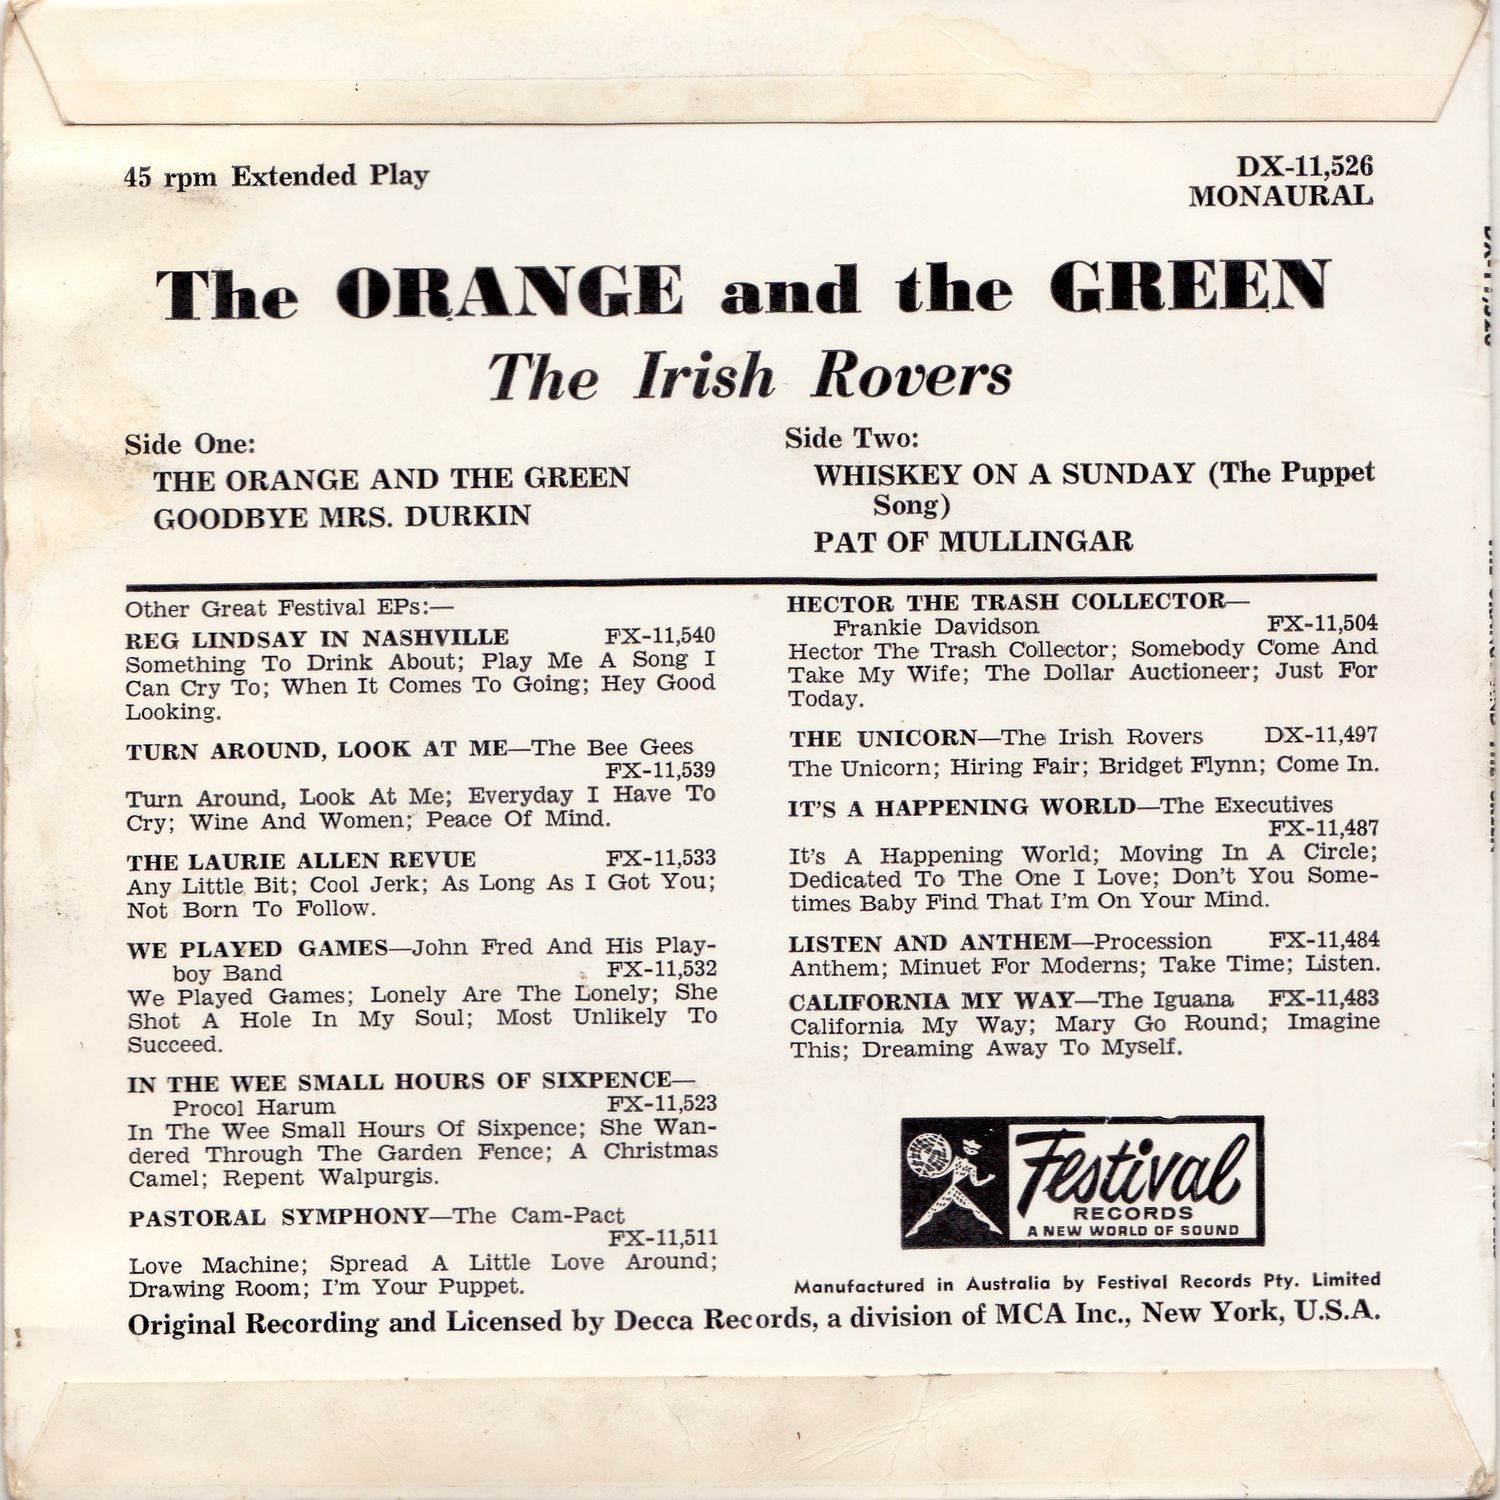 45 rpm Extended Play
DX-11,526
MONAURAL
The ORANGE and the GREEN
The Irish Rovers
Side One:
THE ORANGE AND THE GREEN
GOODBYE MRS. DURKIN
Side Two:
WHISKEY ON A SUNDAY (The Puppet
Song)
PAT OF MULLINGAR
Other Great Festival EPs:—
REG LINDSAY IN NASHVILLE FX-11,540
Something To Drink About; Play Me A Song I
Can Cry To; When It Comes To Going; Hey Good
Looking.
TURN AROUND, LOOK AT ME—The Bee Gees
FX-11,539
Turn Around, Look At Me; Everyday I Have To
Cry; Wine And Women; Peace Of Mind.
THE LAURIE ALLEN REVUE FX-11,533
Any Little Bit; Cool Jerk; As Long As I Got You;
Not Born To Follow.
WE PLAYED GAMES—John Fred And His Play-
boy Band FX-11,532
We Played Games; Lonely Are The Lonely; She
Shot A Hole In My Soul; Most Unlikely To
Succeed.
IN THE WEE SMALL HOURS OF SIXPENCE—
Procol Harum FX-11,523
In The Wee Small Hours Of Sixpence; She Wan-
dered Through The Garden Fence; A Christmas
Camel; Repent Walpurgis.
PASTORAL SYMPHONY—The Cam-Pact
FX-11,511
Love Machine; Spread A Little Love Around;
Drawing Room; I'm Your Puppet.
HECTOR THE TRASH COLLECTOR—
Frankie Davidson FX-11,504
Hector The Trash Collector; Somebody Come And
Take My Wife; The Dollar Auctioneer; Just For
Today.
THE UNICORN—The Irish Rovers DX-11,497
The Unicorn; Hiring Fair; Bridget Flynn; Come In.
IT'S A HAPPENING WORLD—The Executives
FX-11,487
It's A Happening World; Moving In A Circle;
Dedicated To The One I Love; Don't You Some-
times Baby Find That I'm On Your Mind.
LISTEN AND ANTHEM—Procession FX-11,484
Anthem; Minuet For Moderns; Take Time; Listen.
CALIFORNIA MY WAY—The Iguana FX-11,483
California My Way; Mary Go Round; Imagine
This; Dreaming Away To Myself.
Festival
RECORDS
A NEW WORLD OF SOUND
Manufactured in Australia by Festival Records Pty. Limited
Original Recording and Licensed by Decca Records, a division of MCA Inc., New York, U.S.A.